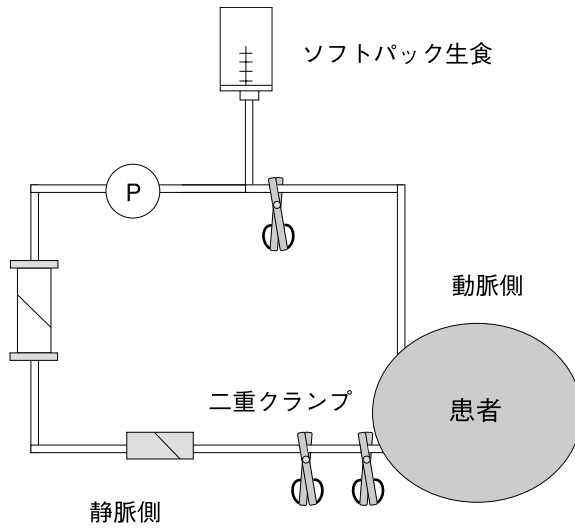 ソフトパック生食
P
動脈側
二重クランプ
患者
静脈側